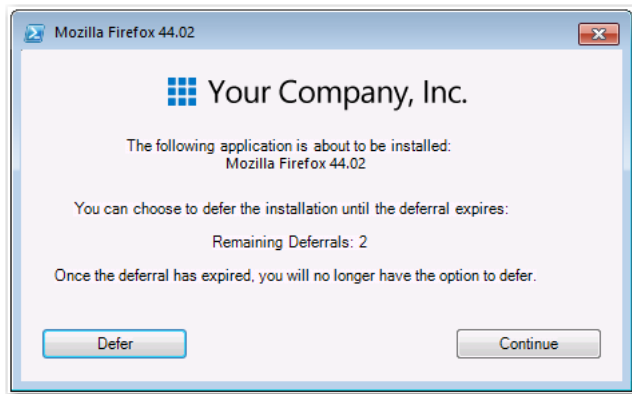 Mozilla Firefox 44.02
Your Company, Inc.
The following application is about to be installed:
Mozilla Firefox 44.02
You can choose to defer the installation until the deferral expires:
Remaining Deferrals: 2
Once the deferral has expired, you will no longer have the option to defer.
Defer
Continue